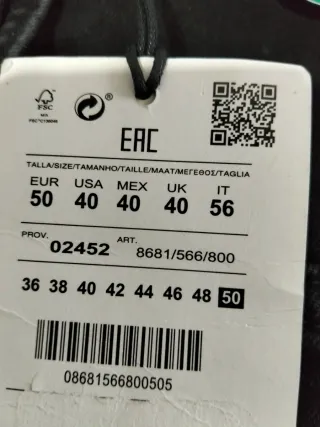 FSC
®
EAC
TALLA/SIZE/TAMANHO/TAILLE/MAAT/ΜΕΓΕΘΟΣ/TAGLIA
EUR USA MEX UK IT
50 40 40 40 56
PROV. 02452 ART. 8681/566/800
36 38 40 42 44 46 48 50
08681566800505